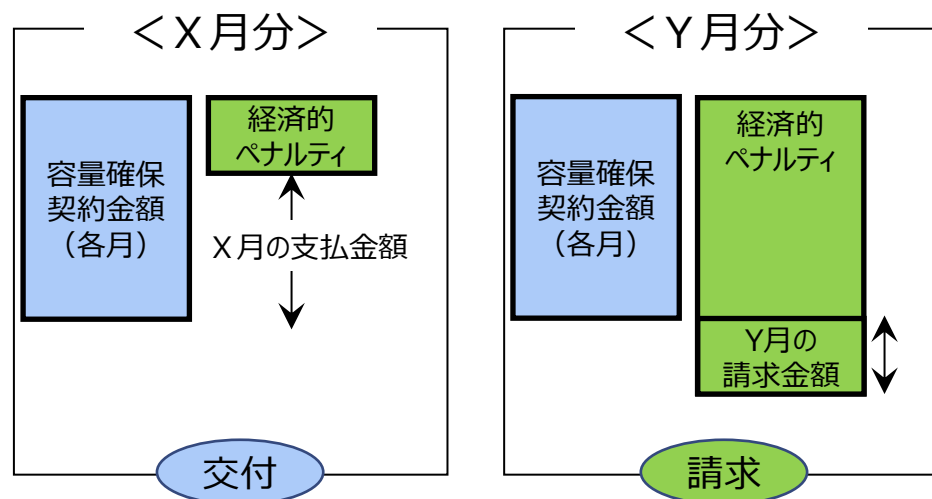 ＜Ｘ月分＞
容量確保
契約金額
（各月）
経済的
ペナルティ
Ｘ月の支払金額
交付
＜Ｙ月分＞
容量確保
契約金額
（各月）
経済的
ペナルティ
Y月の
請求金額
請求